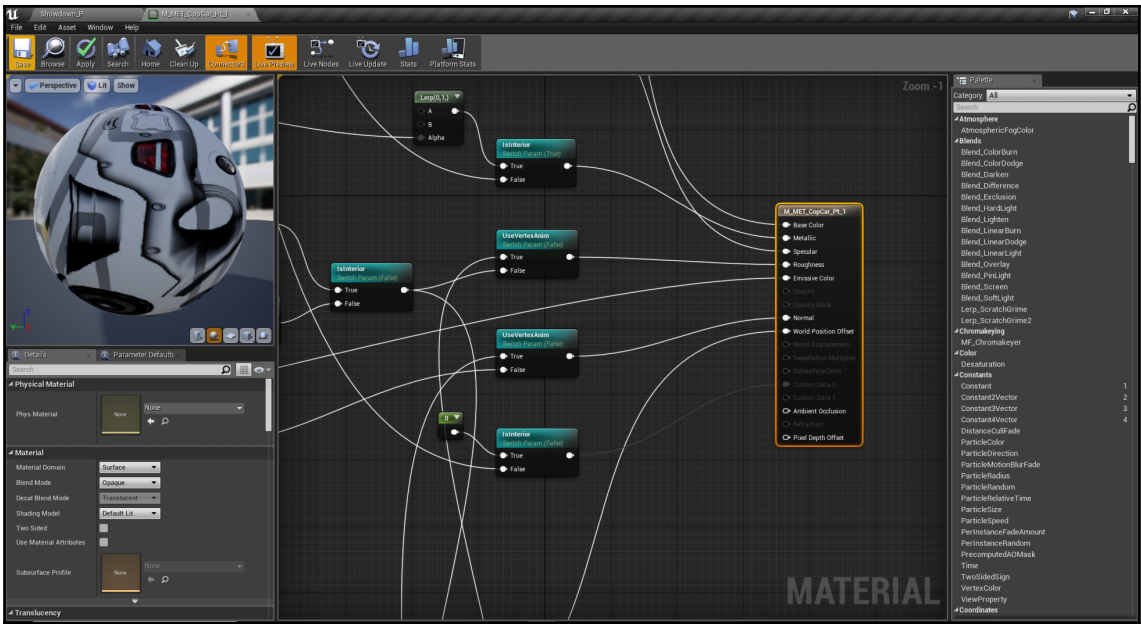 Showdown_P
M_MET_CopCar_Pt_1
File Edit Asset Window Help
Save Browse Apply Search Home Clean Up Connectors Live Preview Live Nodes Live Update Stats Platform Stats
Perspective Lit Show
Details
Parameter Defaults
Search
Physical Material
Phys Material
None
None
Material
Material Domain
Surface
Blend Mode
Opaque
Decal Blend Mode
Translucent
Shading Model
Default Lit
Two Sided
Use Material Attributes
Subsurface Profile
None
None
Translucency
Zoom -1
Lerp(0,1,)
A
B
Alpha
IsInterior
Switch Param (True)
True
False
UseVertexAnim
Switch Param (False)
True
False
IsInterior
Switch Param (False)
True
False
UseVertexAnim
Switch Param (False)
True
False
0
IsInterior
Switch Param (False)
True
False
M_MET_CopCar_Pt_1
Base Color
Metallic
Specular
Roughness
Emissive Color
Opacity
Opacity Mask
Normal
World Position Offset
World Displacement
Tessellation Multiplier
Subsurface Color
Custom Data 0
Custom Data 1
Ambient Occlusion
Refraction
Pixel Depth Offset
MATERIAL
Palette
Category: All
Search
Atmosphere
AtmosphericFogColor
Blends
Blend_ColorBurn
Blend_ColorDodge
Blend_Darken
Blend_Difference
Blend_Exclusion
Blend_HardLight
Blend_Lighten
Blend_LinearBurn
Blend_LinearDodge
Blend_LinearLight
Blend_Overlay
Blend_PinLight
Blend_Screen
Blend_SoftLight
Lerp_ScratchGrime
Lerp_ScratchGrime2
Chromakeying
MF_Chromakeyer
Color
Desaturation
Constants
Constant 1
Constant2Vector 2
Constant3Vector 3
Constant4Vector 4
DistanceCullFade
ParticleColor
ParticleDirection
ParticleMotionBlurFade
ParticleRadius
ParticleRandom
ParticleRelativeTime
ParticleSize
ParticleSpeed
PerInstanceFadeAmount
PerInstanceRandom
PrecomputedAOMask
Time
TwoSidedSign
VertexColor
ViewProperty
Coordinates